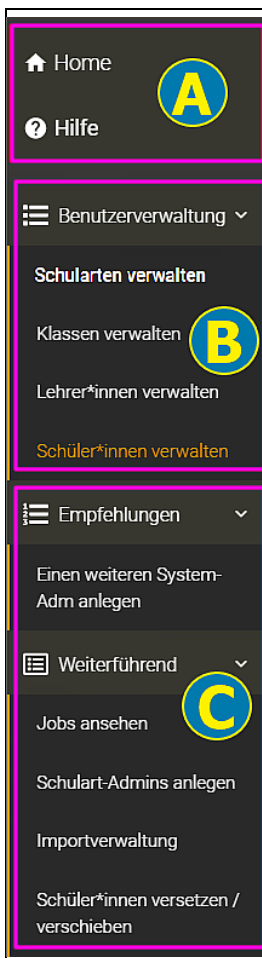 Home
A
Hilfe
Benutzerverwaltung
Schularten verwalten
Klassen verwalten
B
Lehrer*innen verwalten
Schüler*innen verwalten
Empfehlungen
Einen weiteren System-
Adm anlegen
Weiterführend
C
Jobs ansehen
Schulart-Admins anlegen
Importverwaltung
Schüler*innen versetzen /
verschieben